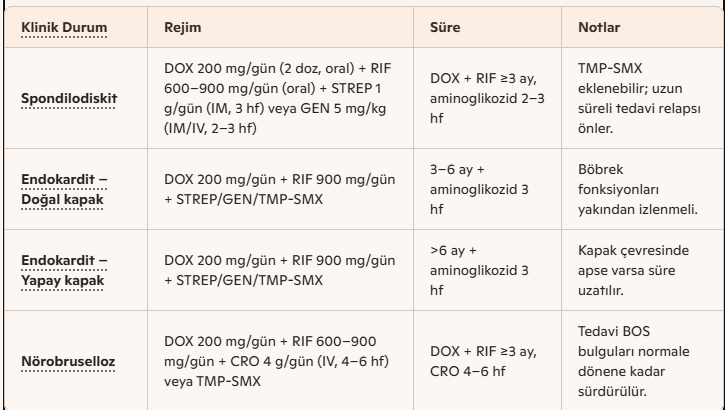 Klinik Durum Rejim Süre Notlar
Spondilodiskit
DOX 200 mg/gün (2 doz, oral) + RIF
600–900 mg/gün (oral) + STREP 1
g/gün (IM, 3 hf) veya GEN 5 mg/kg
(IM/IV, 2–3 hf)
DOX + RIF ≥3 ay,
aminoglikozid 2–3
hf
TMP-SMX
eklenebilir; uzun
süreli tedavi relapsı
önler.
Endokardit –
Doğal kapak
DOX 200 mg/gün + RIF 900 mg/gün
+ STREP/GEN/TMP-SMX
3–6 ay +
aminoglikozid 3
hf
Böbrek
fonksiyonları
yakından izlenmeli.
Endokardit –
Yapay kapak
DOX 200 mg/gün + RIF 900 mg/gün
+ STREP/GEN/TMP-SMX
>6 ay +
aminoglikozid 3
hf
Kapak çevresinde
apse varsa süre
uzatılır.
Nörobruselloz
DOX 200 mg/gün + RIF 600–900
mg/gün + CRO 4 g/gün (IV, 4–6 hf)
veya TMP-SMX
DOX + RIF ≥3 ay,
CRO 4–6 hf
Tedavi BOS
bulguları normale
dönene kadar
sürdürülür.